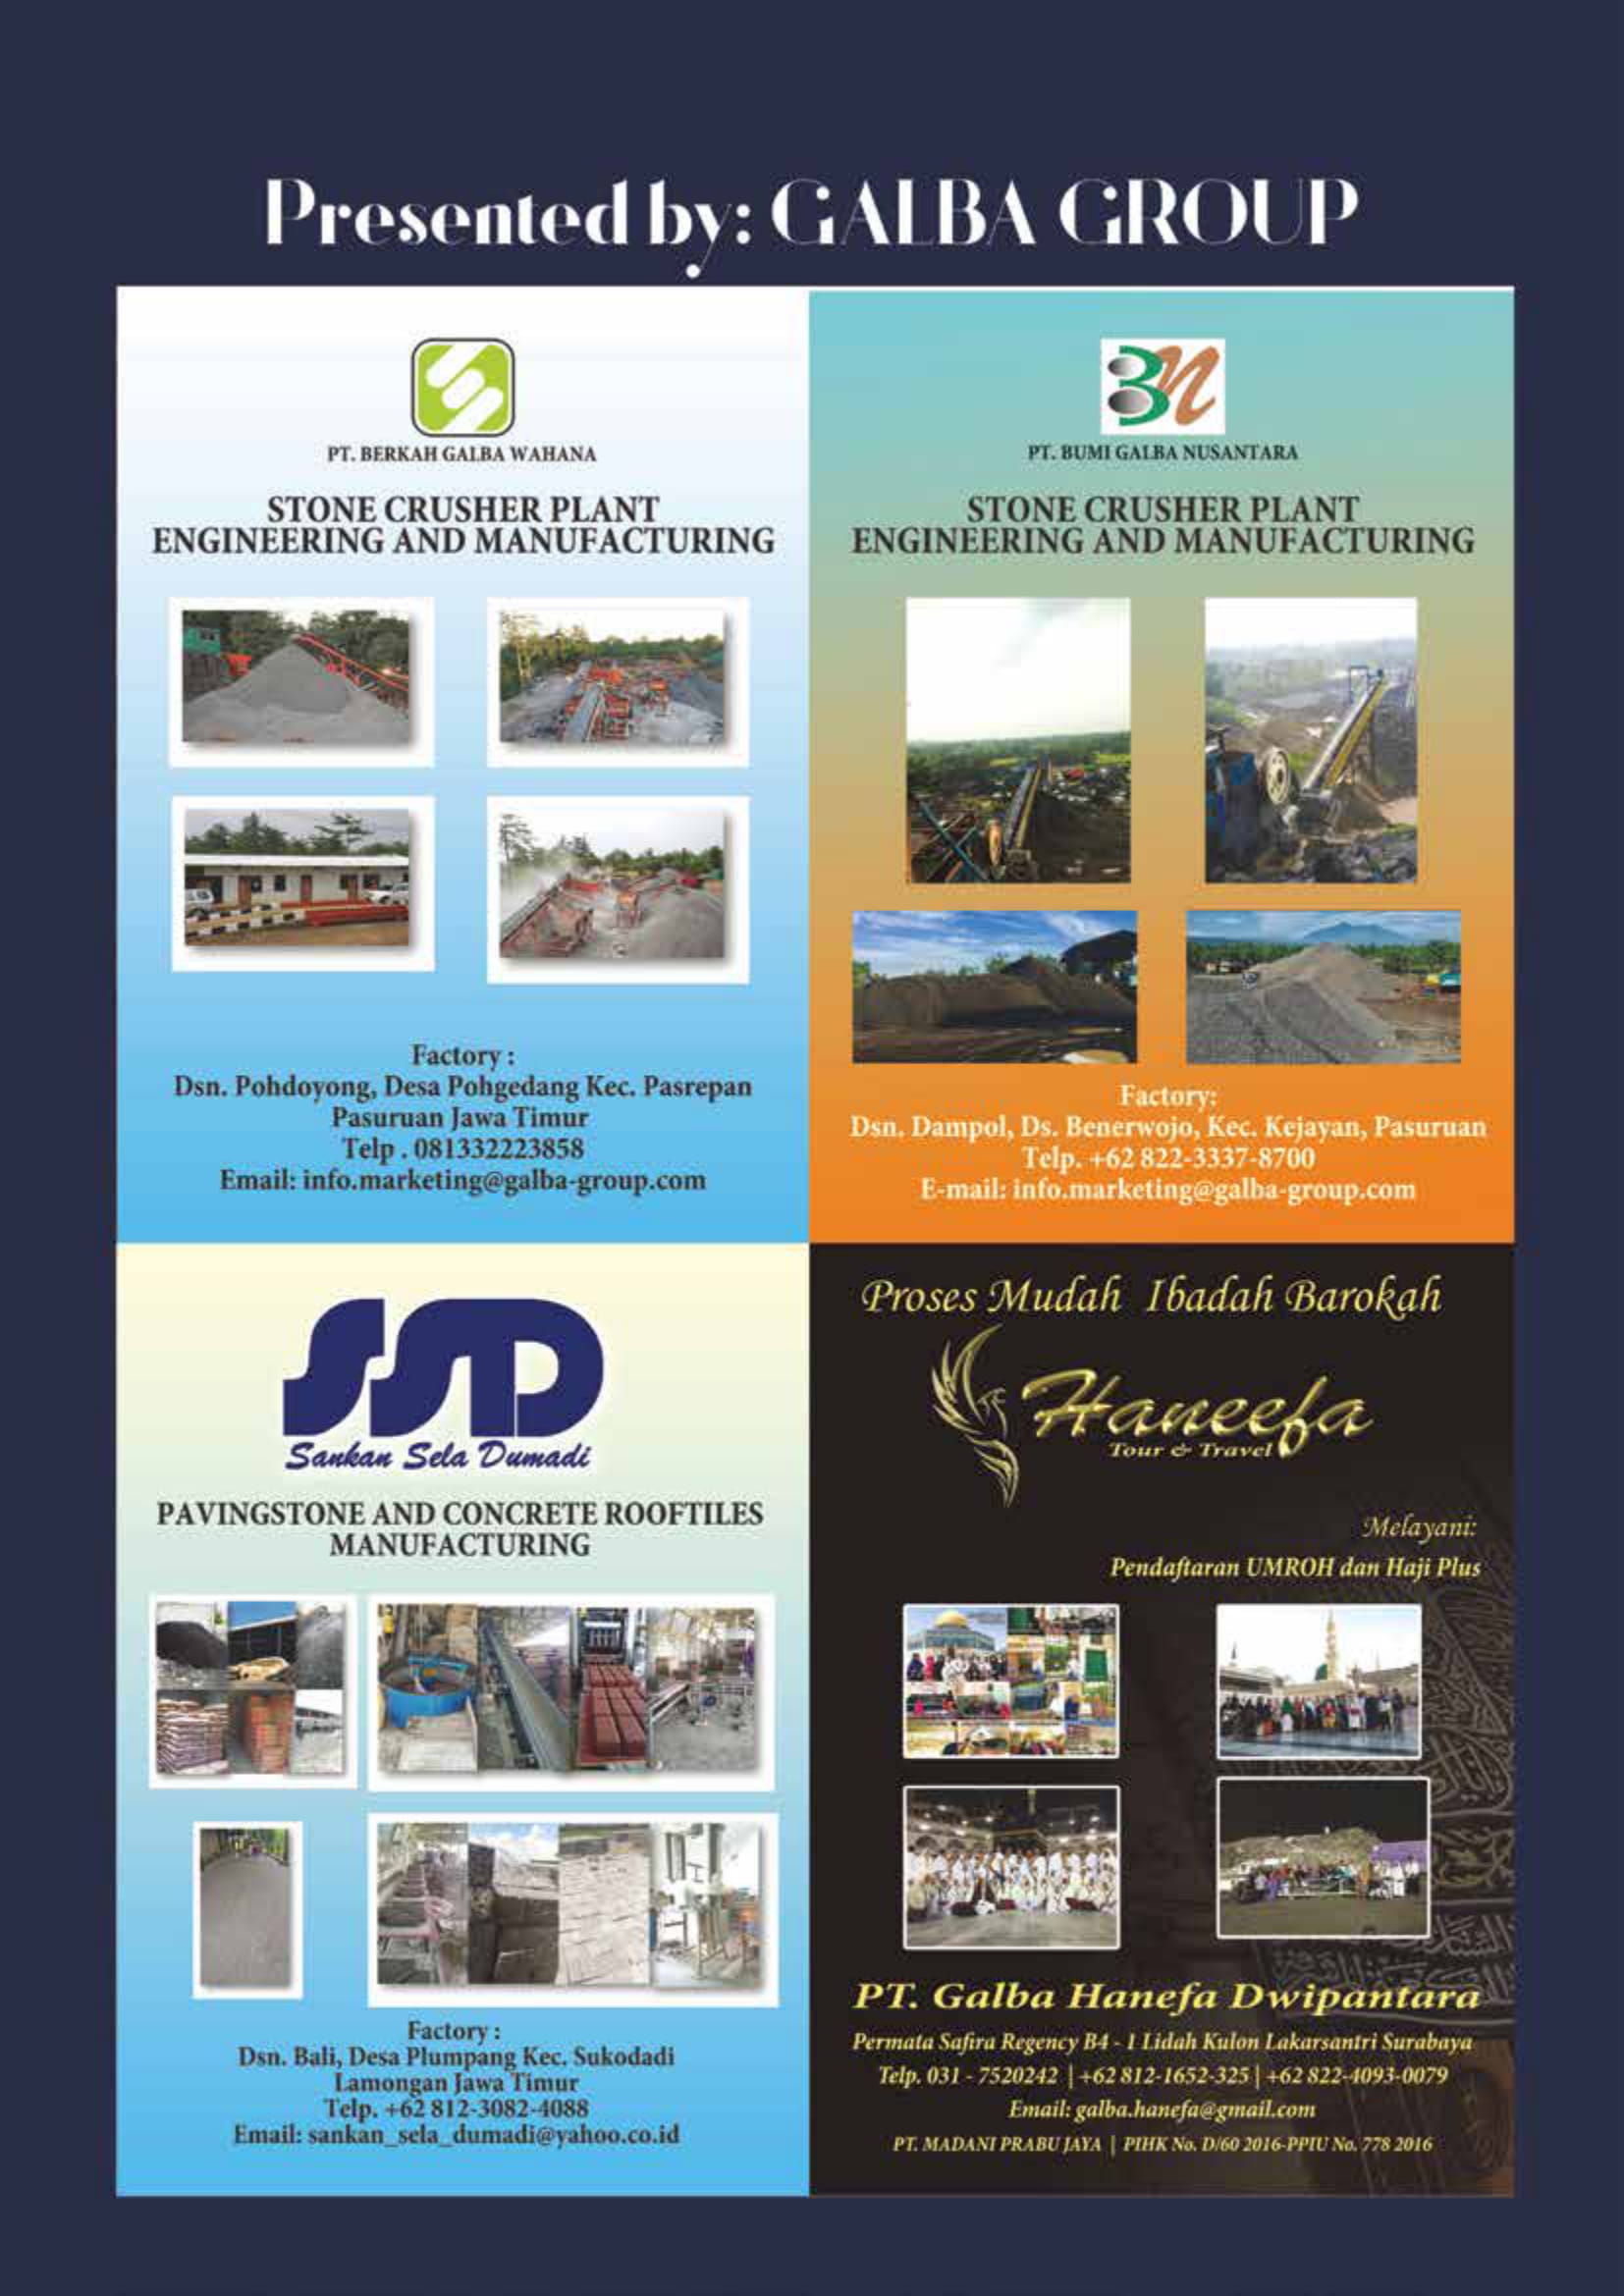 Presented by: GALBA GROUP
PT. BERKAH GALBA WAHANA
STONE CRUSHER PLANT
ENGINEERING AND MANUFACTURING
Factory :
Dsn. Pohdoyong, Desa Pohgedang Kec. Pasrepan
Pasuruan Jawa Timur
Telp . 081332223858
Email: info.marketing@galba-group.com
3n
PT. BUMI GALBA NUSANTARA
STONE CRUSHER PLANT
ENGINEERING AND MANUFACTURING
Factory:
Dsn. Dampol, Ds. Benerwojo, Kec. Kejayan, Pasuruan
Telp. +62 822-3337-8700
E-mail: info.marketing@galba-group.com
SSD
Sankan Sela Dumadi
PAVINGSTONE AND CONCRETE ROOFTILES
MANUFACTURING
Factory :
Dsn. Bali, Desa Plumpang Kec. Sukodadi
Lamongan Jawa Timur
Telp. +62 812-3082-4088
Email: sankan_sela_dumadi@yahoo.co.id
Proses Mudah Ibadah Barokah
Haneefa
Tour & Travel
Melayani:
Pendaftaran UMROH dan Haji Plus
PT. Galba Hanefa Dwipantara
Permata Safira Regency B4 - 1 Lidah Kulon Lakarsantri Surabaya
Telp. 031 - 7520242 | +62 812-1652-325 | +62 822-4093-0079
Email: galba.hanefa@gmail.com
PT. MADANI PRABU JAYA | PIHK No. D/60 2016-PPIU No. 778 2016